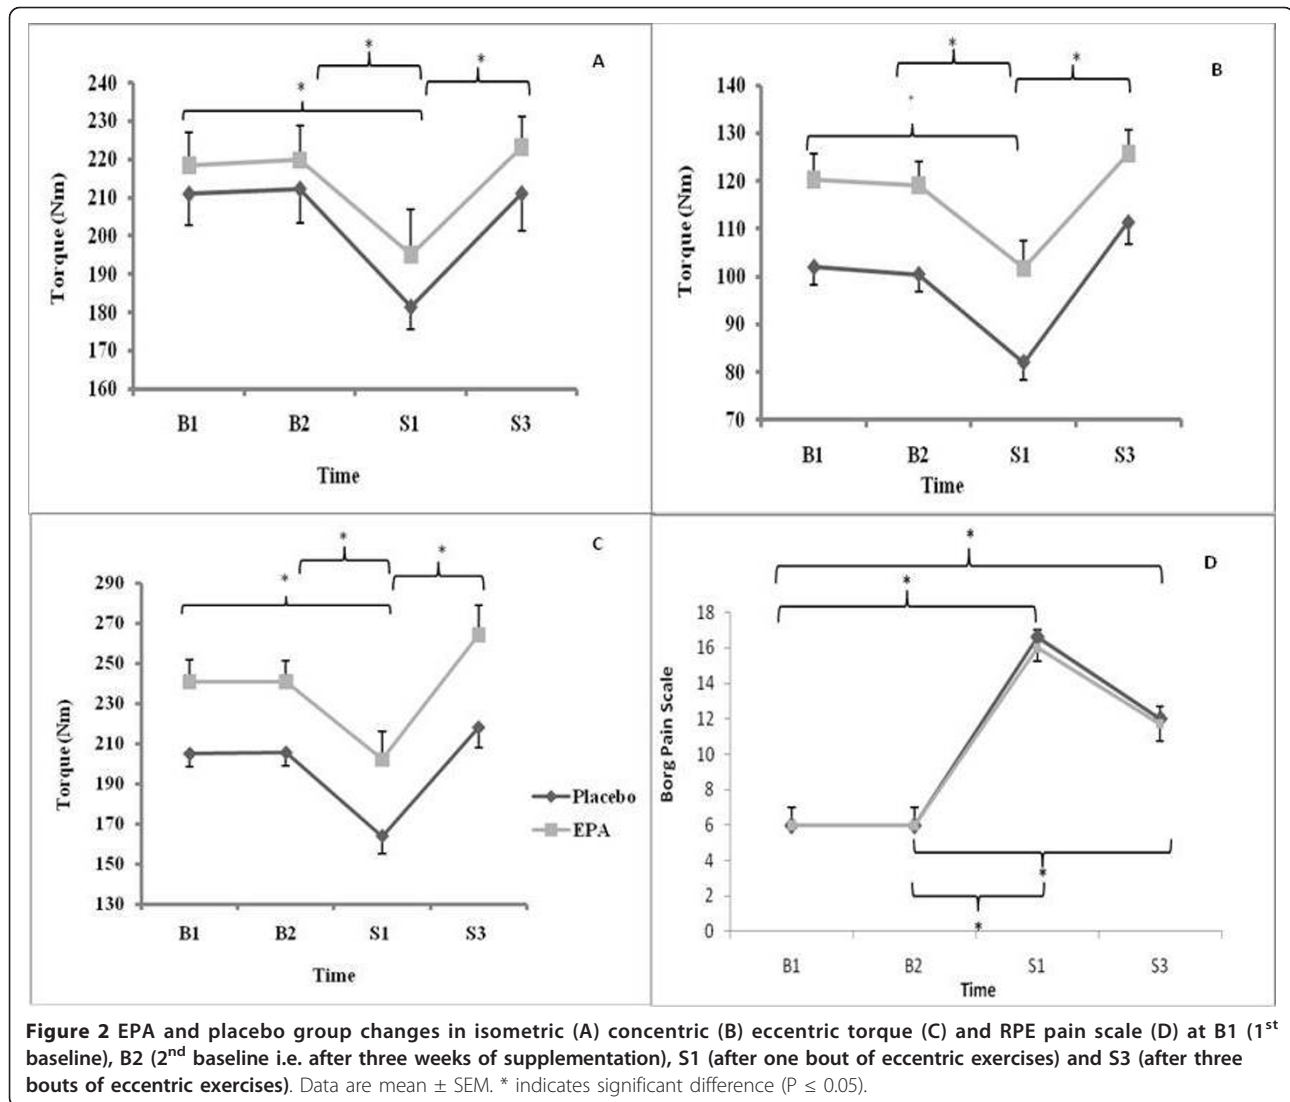 *
*
*
A
240
230
220
210
200
190
180
170
160
Torque (Nm)
B1 B2 S1 S3
Time
*
*
*
B
140
130
120
110
100
90
80
70
Torque (Nm)
B1 B2 S1 S3
Time
*
*
*
C
290
270
250
230
210
190
170
150
130
Torque (Nm)
Placebo
EPA
B1 B2 S1 S3
Time
*
*
D
18
16
14
12
10
8
6
4
2
0
Borg Pain Scale
*
*
B1 B2 S1 S3
Time
Figure 2 EPA and placebo group changes in isometric (A) concentric (B) eccentric torque (C) and RPE pain scale (D) at B1 (1st
baseline), B2 (2nd baseline i.e. after three weeks of supplementation), S1 (after one bout of eccentric exercises) and S3 (after three
bouts of eccentric exercises). Data are mean ± SEM. * indicates significant difference (P ≤ 0.05).